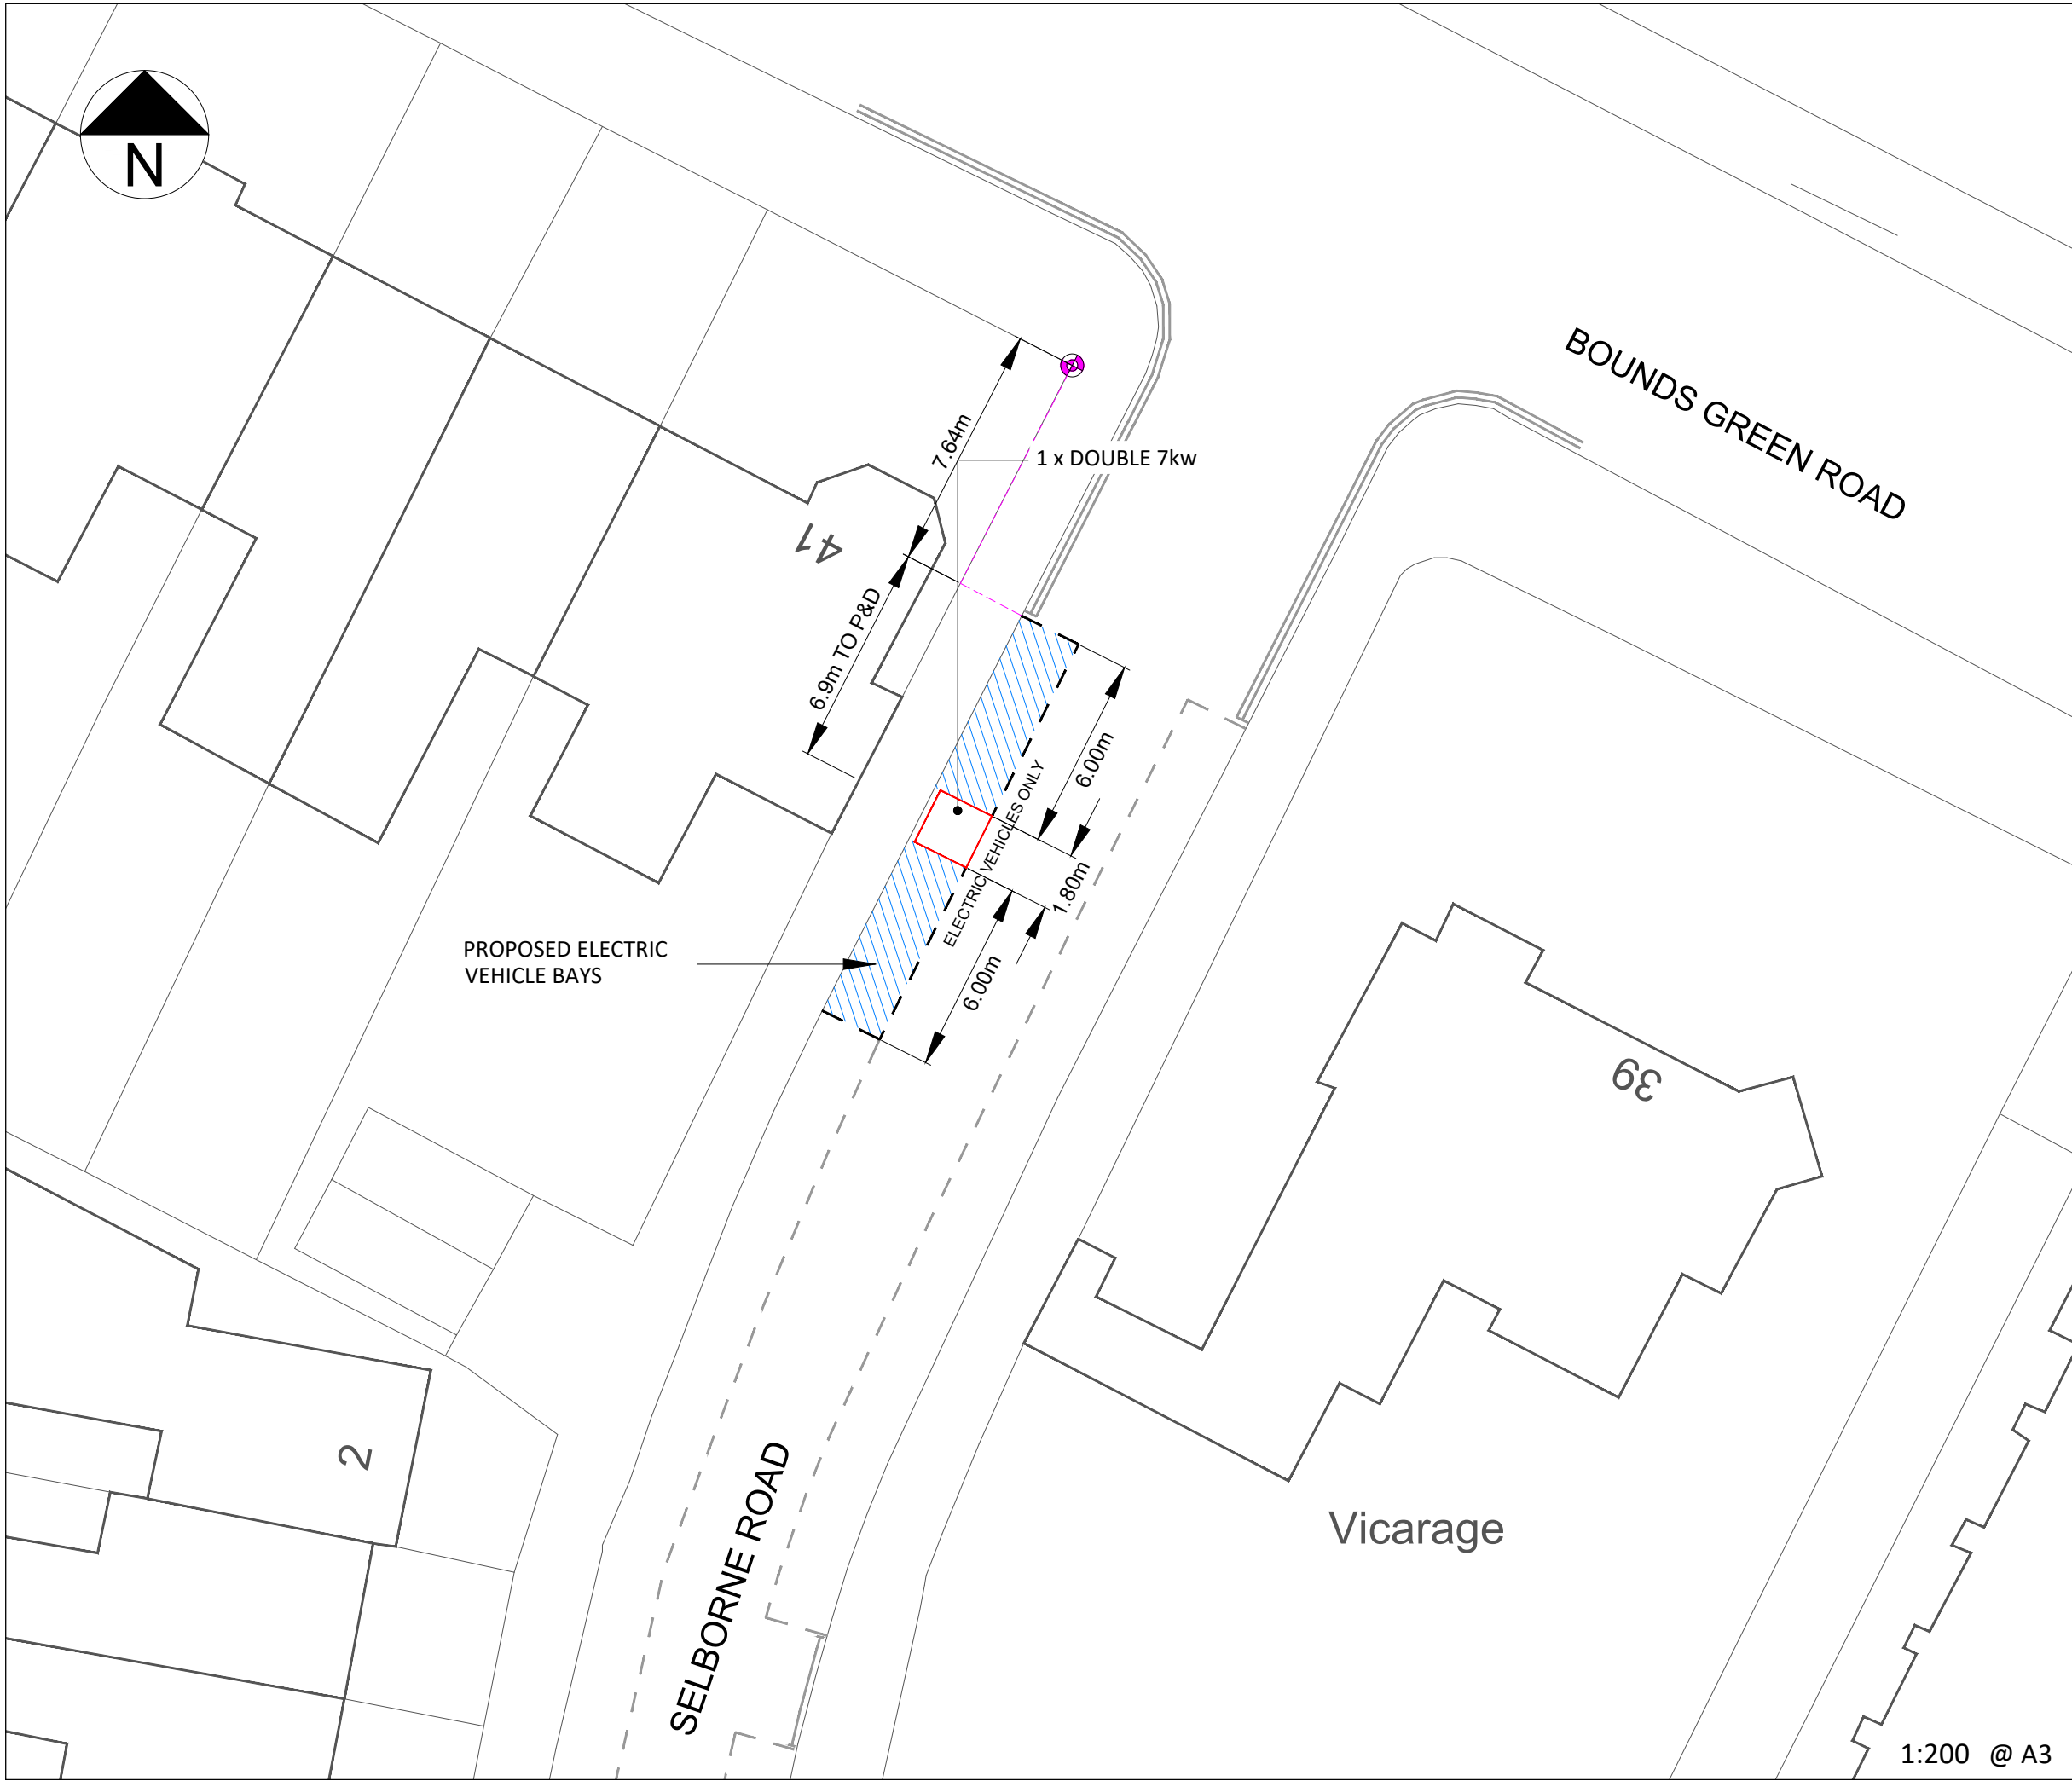 N
BOUNDS GREEN ROAD
7.64m
1 x DOUBLE 7kw
41
6.9m TO P&D
6.00m
ELECTRIC VEHICLES ONLY
1.80m
6.00m
PROPOSED ELECTRIC
VEHICLE BAYS
39
2
SELBORNE ROAD
Vicarage
1:200 @ A3